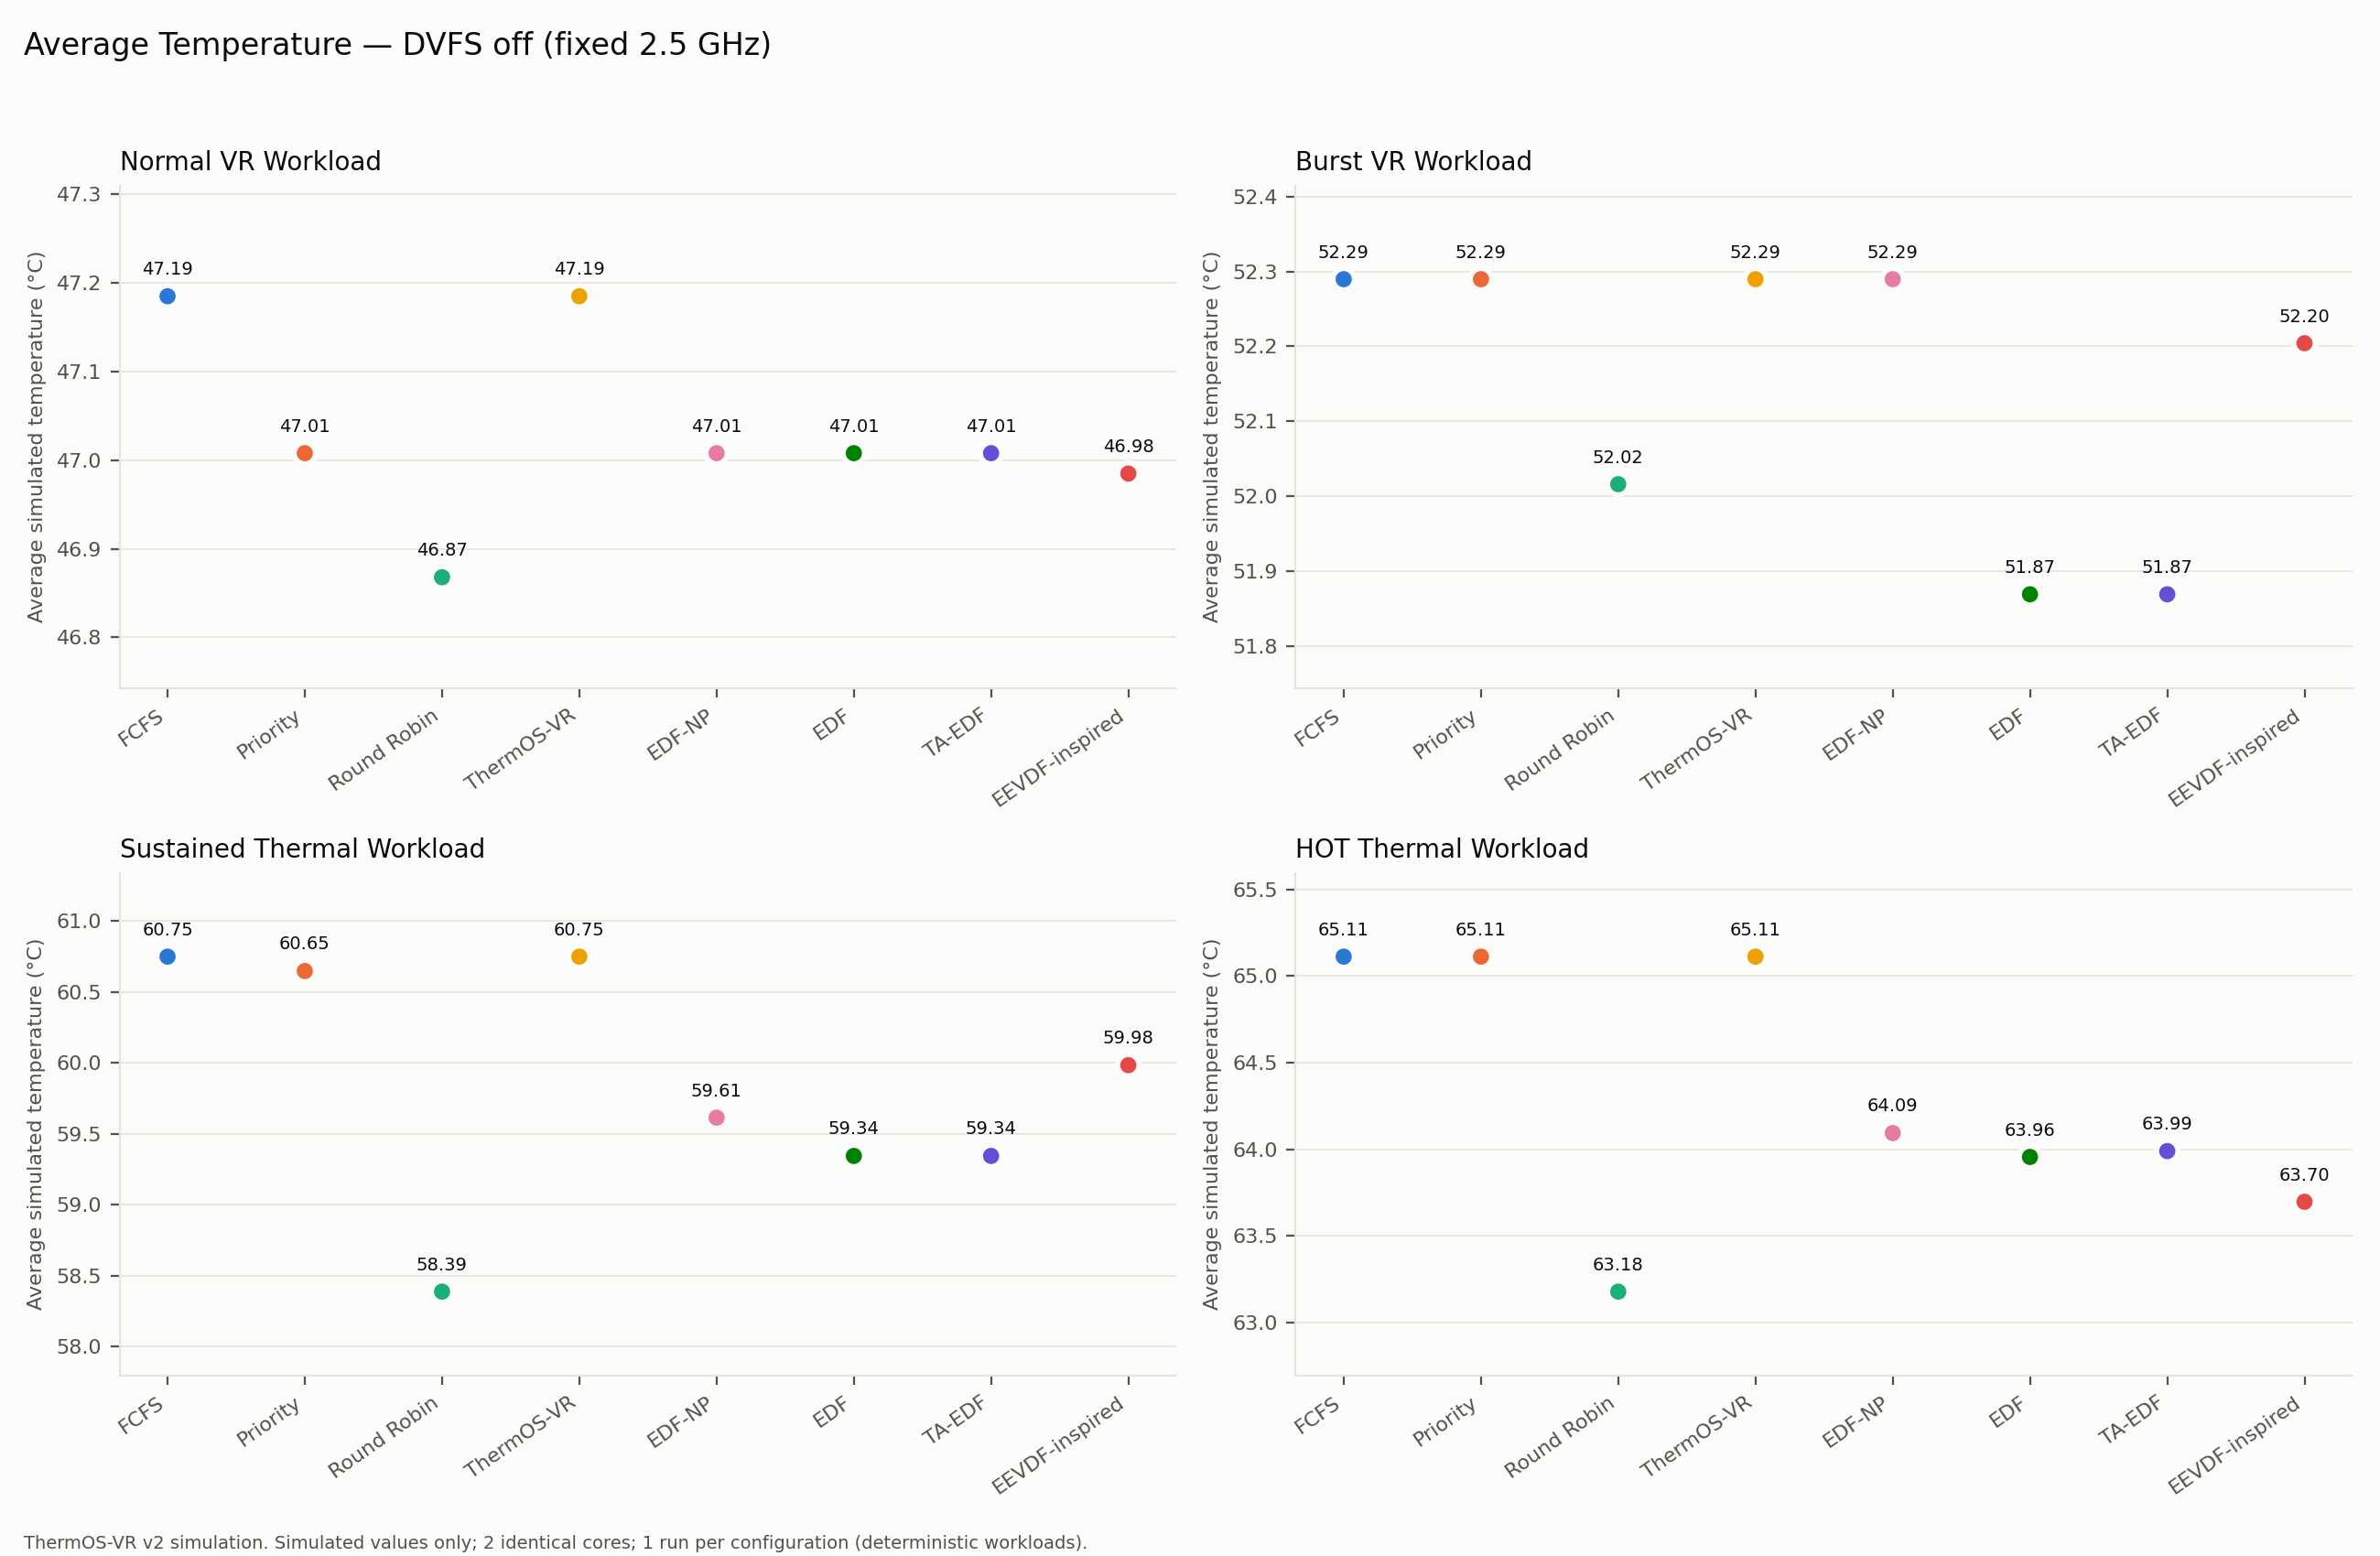 Average Temperature — DVFS off (fixed 2.5 GHz)
Normal VR Workload
Average simulated temperature (°C)
47.3
47.2
47.1
47.0
46.9
46.8
47.19
47.01
46.87
47.19
47.01
47.01
47.01
46.98
FCFS
Priority
Round Robin
ThermOS-VR
EDF-NP
EDF
TA-EDF
EEVDF-inspired
Burst VR Workload
Average simulated temperature (°C)
52.4
52.3
52.2
52.1
52.0
51.9
51.8
52.29
52.29
52.02
52.29
52.29
51.87
51.87
52.20
FCFS
Priority
Round Robin
ThermOS-VR
EDF-NP
EDF
TA-EDF
EEVDF-inspired
Sustained Thermal Workload
Average simulated temperature (°C)
61.0
60.5
60.0
59.5
59.0
58.5
58.0
60.75
60.65
58.39
60.75
59.61
59.34
59.34
59.98
FCFS
Priority
Round Robin
ThermOS-VR
EDF-NP
EDF
TA-EDF
EEVDF-inspired
HOT Thermal Workload
Average simulated temperature (°C)
65.5
65.0
64.5
64.0
63.5
63.0
65.11
65.11
63.18
65.11
64.09
63.96
63.99
63.70
FCFS
Priority
Round Robin
ThermOS-VR
EDF-NP
EDF
TA-EDF
EEVDF-inspired
ThermOS-VR v2 simulation. Simulated values only; 2 identical cores; 1 run per configuration (deterministic workloads).